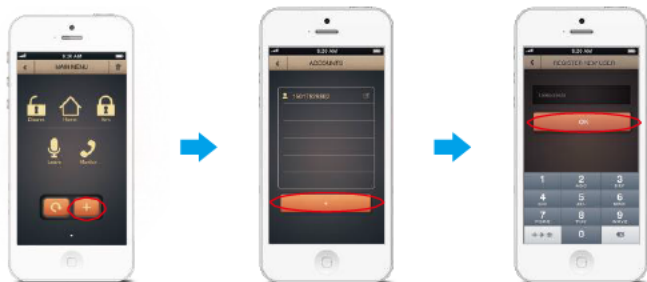 9:20 AM
MAIN MENU
Disarm
Home
Arm
Listen
Monitor
9:20 AM
ACCOUNTS
+
9:20 AM
REGISTER NEW USER
OK
1
2
ABC
3
DEF
4
GHI
5
JKL
6
MNO
7
PQRS
8
TUV
9
WXYZ
+*#
0